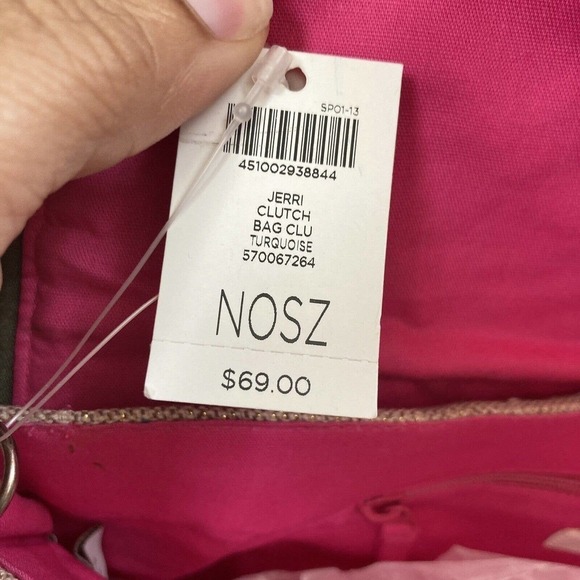 SP01-13
451002938844
JERRI
CLUTCH
BAG CLU
TURQUOISE
570067264
NOSZ
$69.00